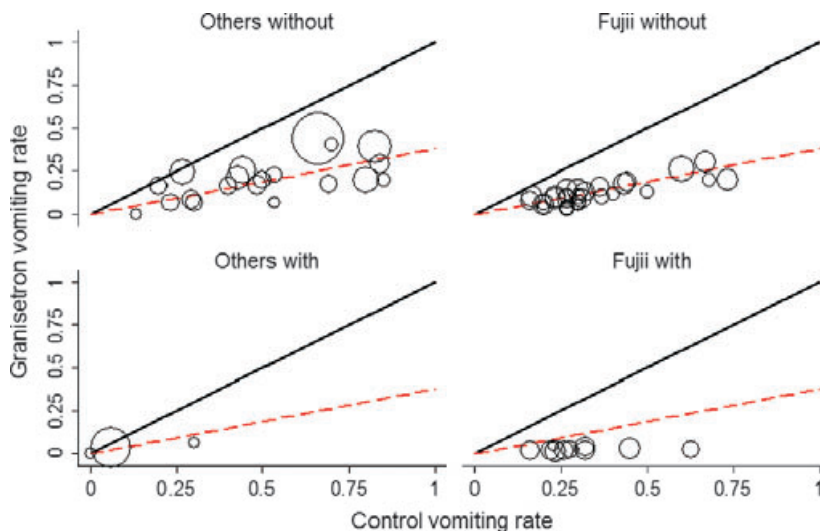 Others without
Fujii without
1
0.75
0.5
0.25
0
Others with
Fujii with
1
0.75
0.5
0.25
0
Granisetron vomiting rate
0 0.25 0.5 0.75 1
0 0.25 0.5 0.75 1
Control vomiting rate